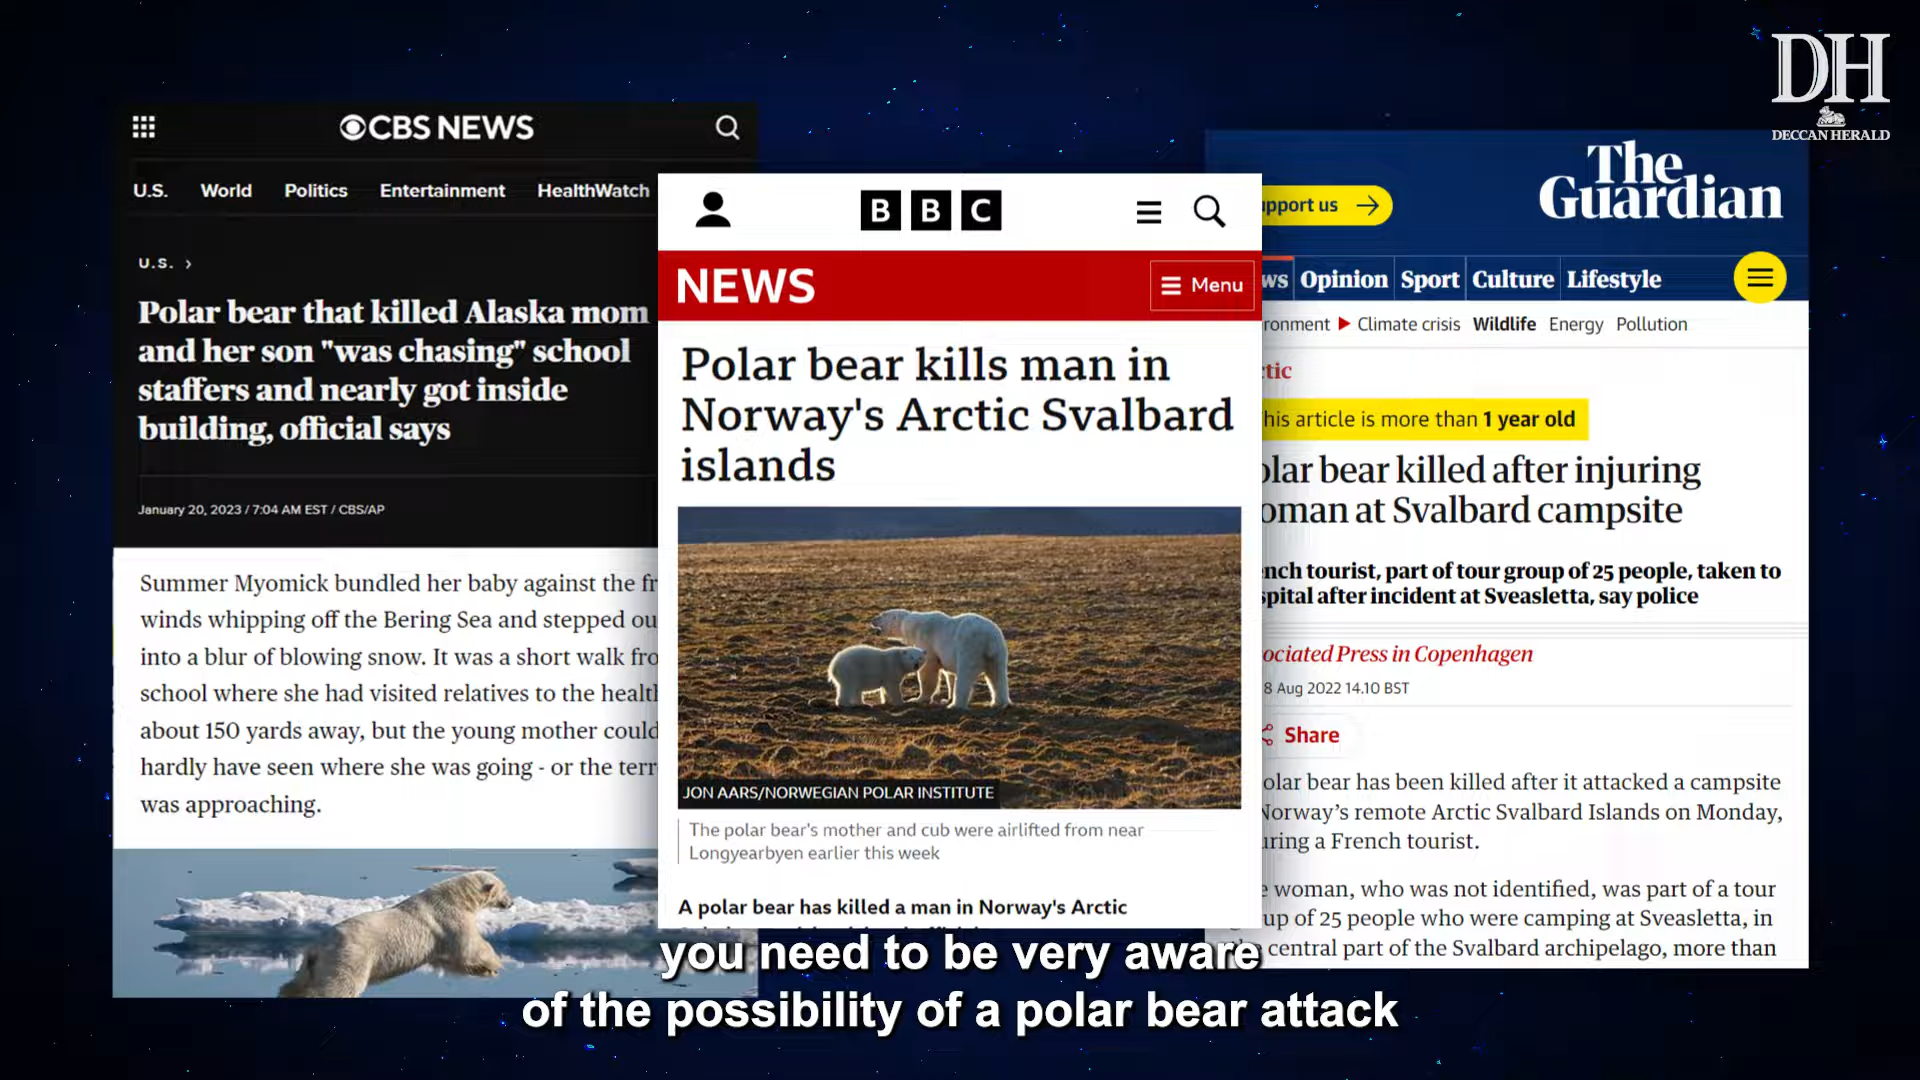 DH
DECCAN HERALD
CBS NEWS
U.S. World Politics Entertainment HealthWatch
U.S. >
Polar bear that killed Alaska mom
and her son "was chasing" school
staffers and nearly got inside
building, official says
January 20, 2023 / 7:04 AM EST / CBS/AP
Summer Myomick bundled her baby against the
winds whipping off the Bering Sea and stepped
into a blur of blowing snow. It was a short walk
school where she had visited relatives to the
about 150 yards away, but the young mother could
hardly have seen where she was going - or the
was approaching.
BBC
NEWS
Menu
Polar bear kills man in
Norway's Arctic Svalbard
islands
JON AARS/NORWEGIAN POLAR INSTITUTE
The polar bear's mother and cub were airlifted from near
Longyearbyen earlier this week
A polar bear has killed a man in Norway's Arctic
The
Guardian
us →
Opinion Sport Culture Lifestyle
Climate crisis Wildlife Energy Pollution
article is more than 1 year old
bear killed after injuring
at Svalbard campsite
tourist, part of tour group of 25 people, taken to
after incident at Sveasletta, say police
Press in Copenhagen
8 Aug 2022 14.10 BST
Share
bear has been killed after it attacked a campsite
Norway's remote Arctic Svalbard Islands on Monday,
a French tourist.
woman, who was not identified, was part of a tour
of 25 people who were camping at Sveasletta, in
central part of the Svalbard archipelago, more than
you need to be very aware
of the possibility of a polar bear attack